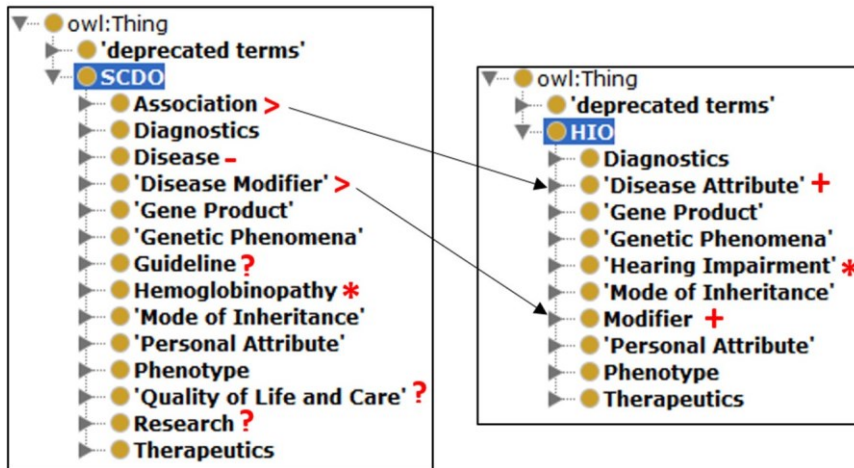 owl:Thing
'deprecated terms'
SCDO
Association >
Diagnostics
Disease -
'Disease Modifier' >
'Gene Product'
'Genetic Phenomena'
Guideline ?
Hemoglobinopathy *
'Mode of Inheritance'
'Personal Attribute'
Phenotype
'Quality of Life and Care' ?
Research ?
Therapeutics
owl:Thing
'deprecated terms'
HIO
Diagnostics
'Disease Attribute' +
'Gene Product'
'Genetic Phenomena'
'Hearing Impairment' *
'Mode of Inheritance'
Modifier +
'Personal Attribute'
Phenotype
Therapeutics